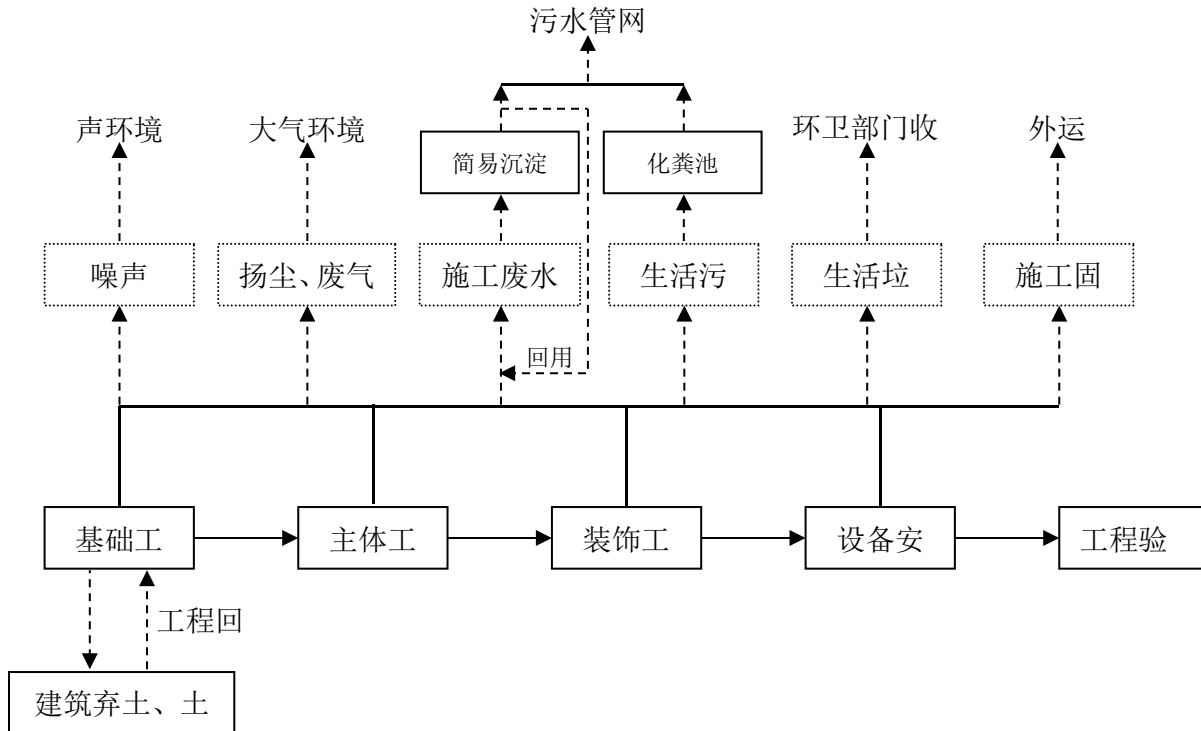 污水管网
声环境
大气环境
环卫部门收
外运
简易沉淀
化粪池
噪声
扬尘、废气
施工废水
生活污
生活垃
施工固
回用
基础工
主体工
装饰工
设备安
工程验
工程回
建筑弃土、土